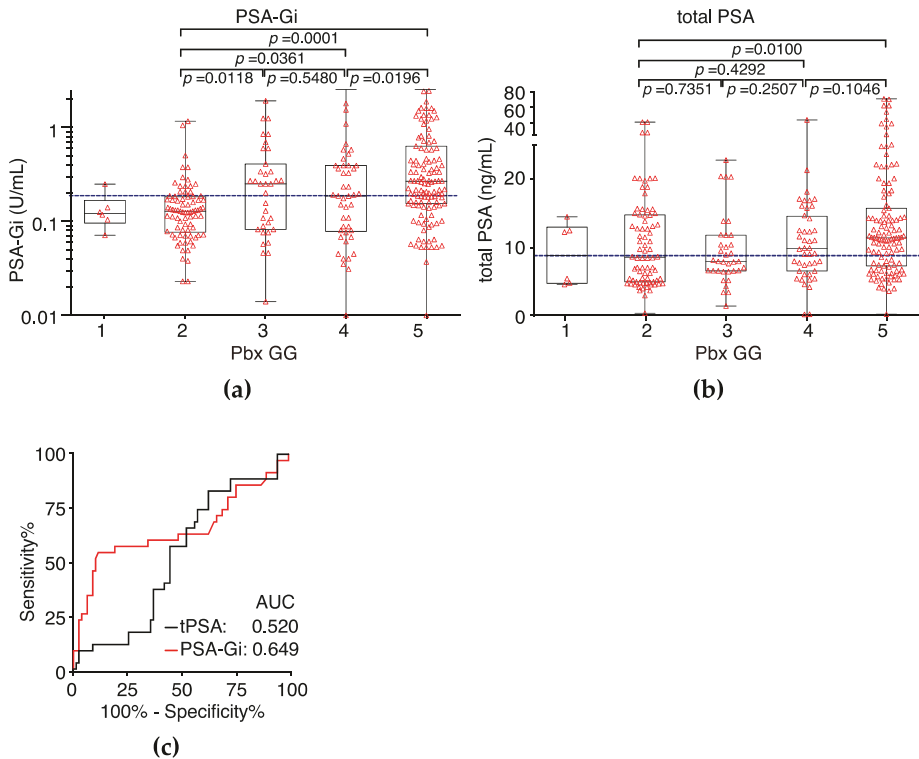 PSA-Gi
p =0.0001
p =0.0361
p =0.0118 p =0.5480 p =0.0196
PSA-Gi (U/mL)
1
0.1
0.01
1 2 3 4 5
Pbx GG
(a)
total PSA
p =0.0100
p =0.4292
p =0.7351 p =0.2507 p =0.1046
total PSA (ng/mL)
80
60
40
20
10
0
1 2 3 4 5
Pbx GG
(b)
Sensitivity%
100
75
50
25
0
AUC
tPSA: 0.520
PSA-Gi: 0.649
0 25 50 75 100
100% - Specificity%
(c)